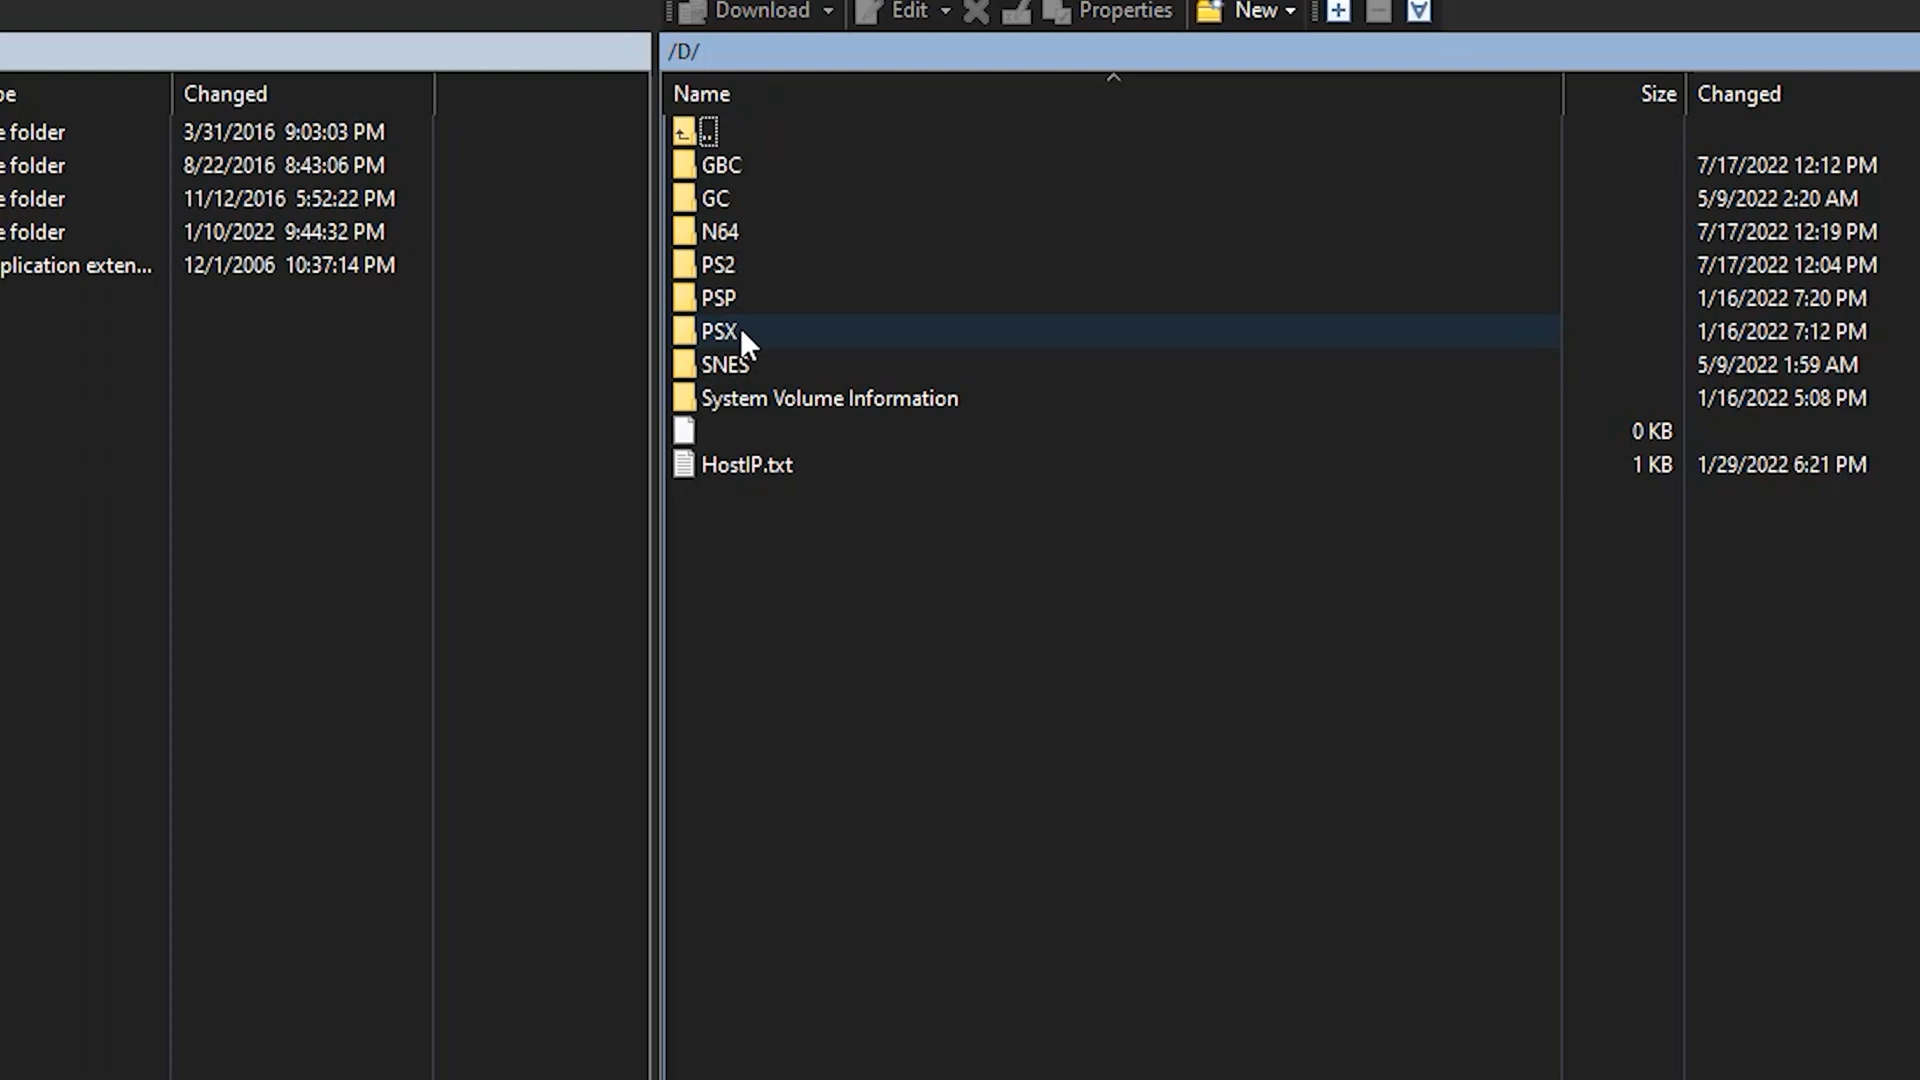 Download Edit Properties New
/D/
pe Changed
e folder 3/31/2016 9:03:03 PM
e folder 8/22/2016 8:43:06 PM
e folder 11/12/2016 5:52:22 PM
e folder 1/10/2022 9:44:32 PM
plication exten... 12/1/2006 10:37:14 PM
Name Size Changed
..
GBC 7/17/2022 12:12 PM
GC 5/9/2022 2:20 AM
N64 7/17/2022 12:19 PM
PS2 7/17/2022 12:04 PM
PSP 1/16/2022 7:20 PM
PSX 1/16/2022 7:12 PM
SNES 5/9/2022 1:59 AM
System Volume Information 1/16/2022 5:08 PM
0 KB
HostIP.txt 1 KB 1/29/2022 6:21 PM